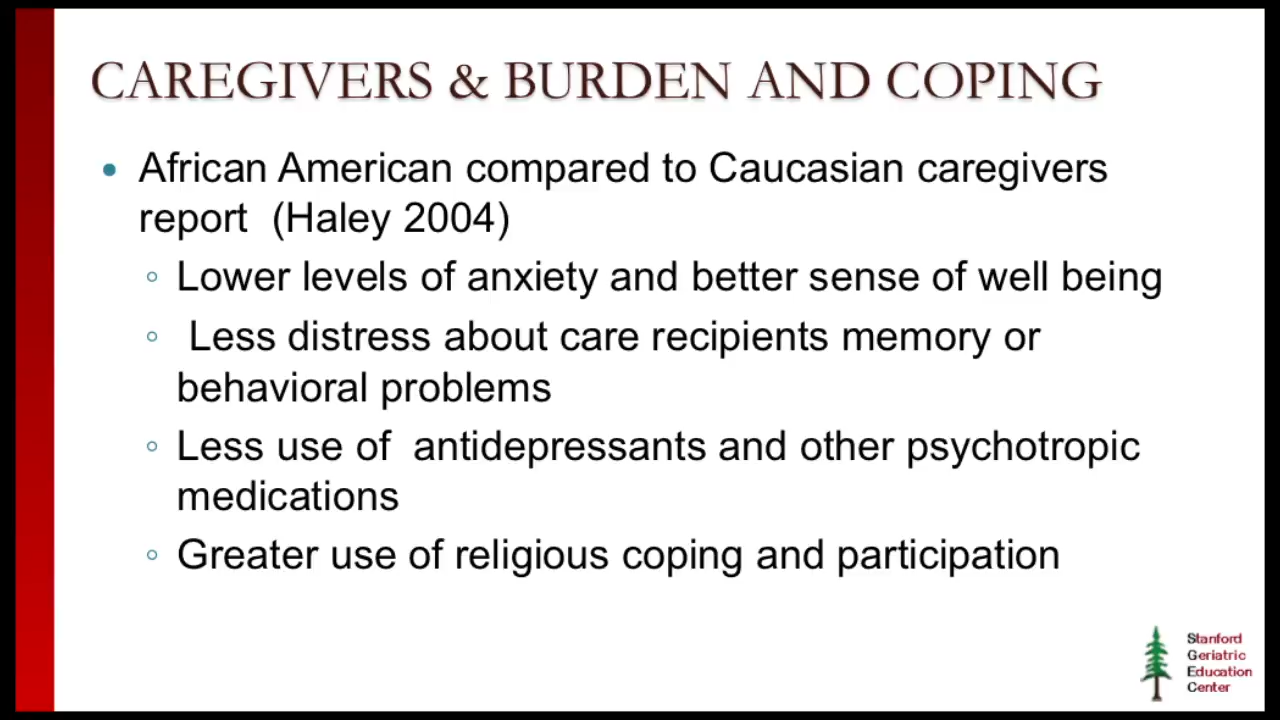 CAREGIVERS & BURDEN AND COPING
• African American compared to Caucasian caregivers
report  (Haley 2004)
◦ Lower levels of anxiety and better sense of well being
◦  Less distress about care recipients memory or
behavioral problems
◦ Less use of  antidepressants and other psychotropic
medications
◦ Greater use of religious coping and participation
Stanford
Geriatric
Education
Center